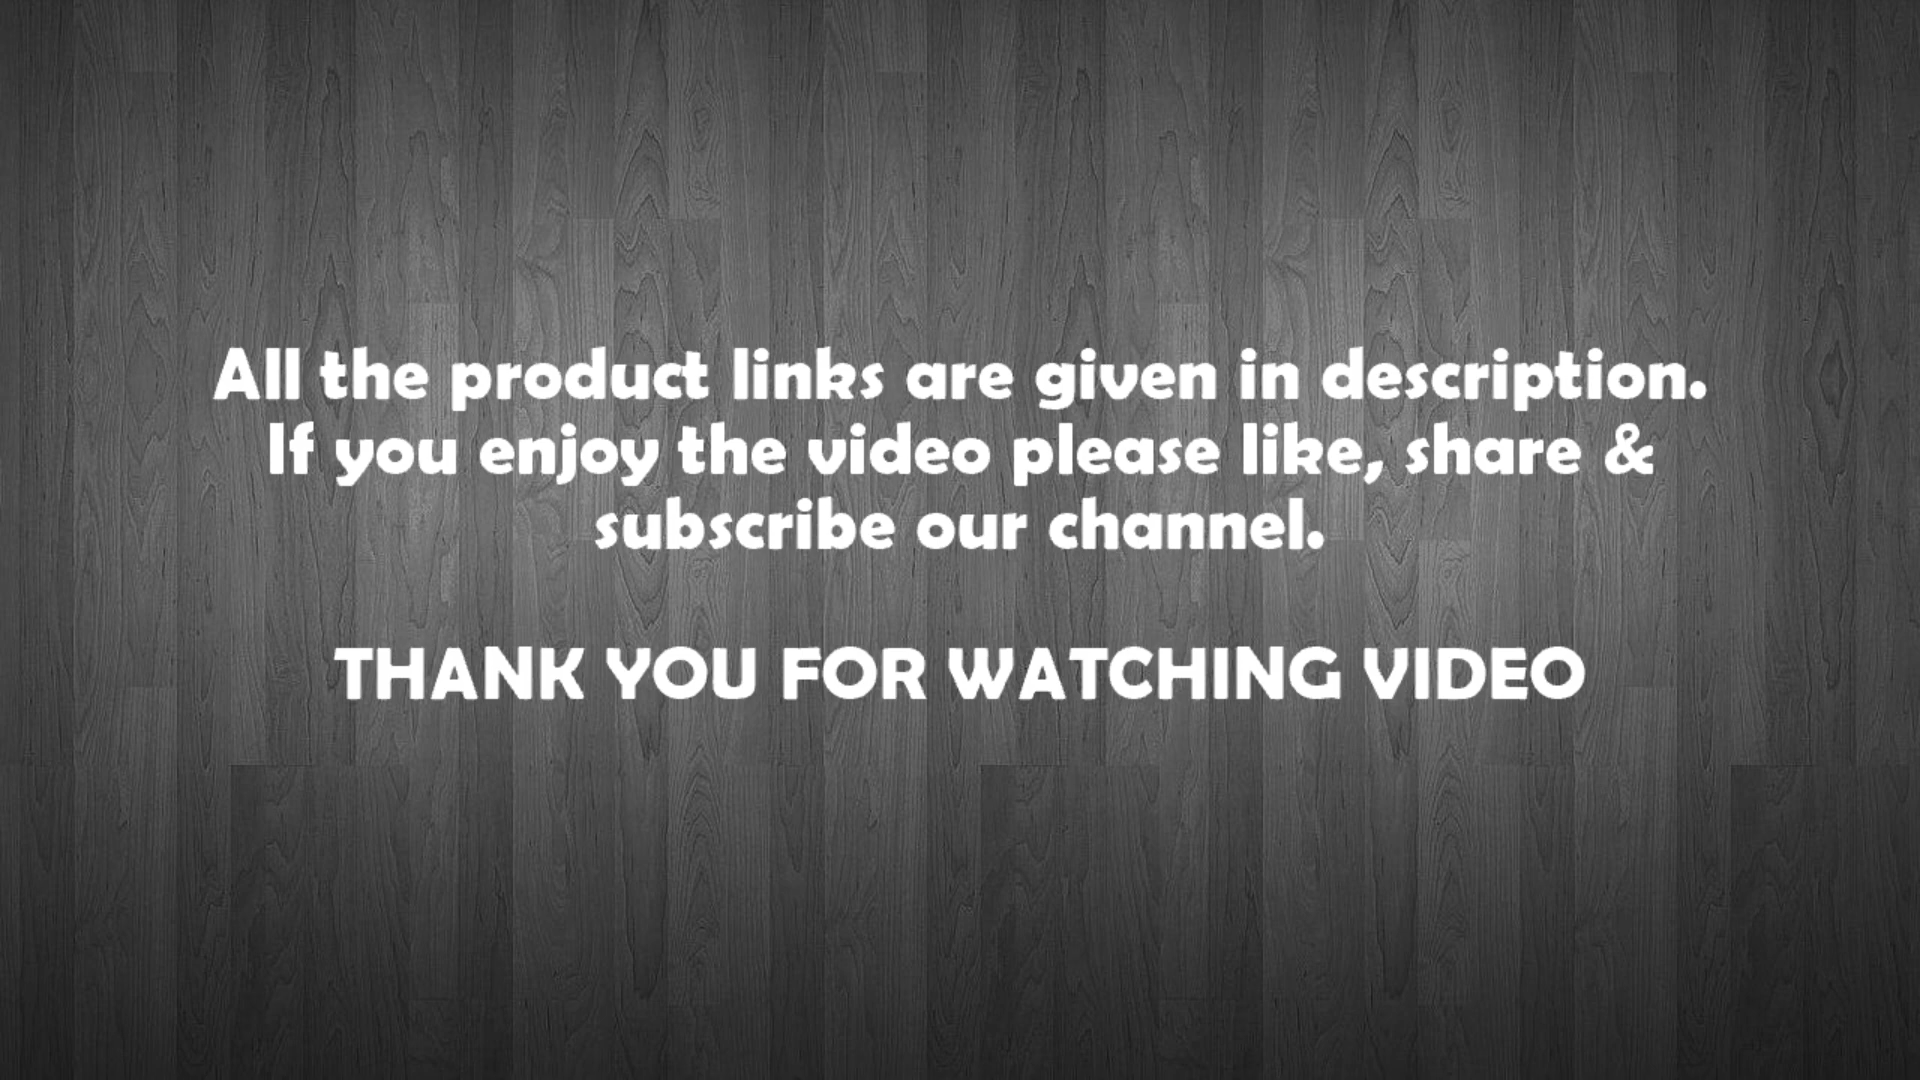 All the product links are given in description.
If you enjoy the video please like, share &
subscribe our channel.
THANK YOU FOR WATCHING VIDEO